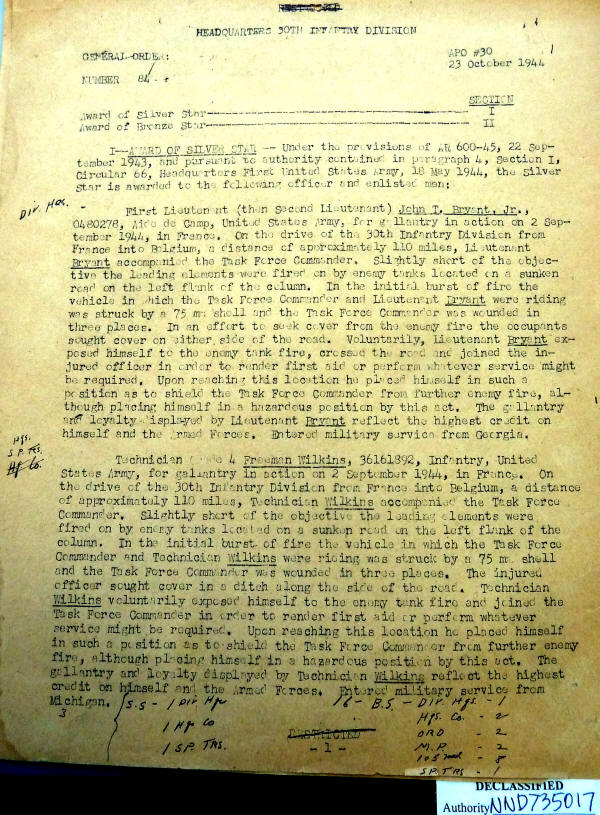 RESTRICTED
HEADQUARTERS 30TH INFANTRY DIVISION
GENERAL ORDER:
APO #30
23 October 1944
NUMBER 84
SECTION
Award of Silver Star-----------------------------------I
Award of Bronze Star-----------------------------------II
I--AWARD OF SILVER STAR -- Under the provisions of AR 600-45, 22 Sep-
tember 1943, and pursuant to authority contained in paragraph 4, Section I,
Circular 66, Headquarters First United States Army, 18 May 1944, the Silver
Star is awarded to the following officer and enlisted men:
Div. Hqs.
First Lieutenant (then Second Lieutenant) John T. Bryant, Jr.,
0480278, Aide de Camp, United States Army, for gallantry in action on 2 Sep-
tember 1944, in France. On the drive of the 30th Infantry Division from
France into Belgium, a distance of approximately 110 miles, Lieutenant
Bryant accompanied the Task Force Commander. Slightly short of the objec-
tive the leading elements were fired on by enemy tanks located on a sunken
road on the left flank of the column. In the initial burst of fire the
vehicle in which the Task Force Commander and Lieutenant Bryant were riding
was struck by a 75 mm shell and the Task Force Commander was wounded in
three places. In an effort to seek cover from the enemy fire the occupants
sought cover on either side of the road. Voluntarily, Lieutenant Bryant ex-
posed himself to the enemy tank fire, crossed the road and joined the in-
jured officer in order to render first aid or perform whatever service might
be required. Upon reaching this location he placed himself in such a
position as to shield the Task Force Commander from further enemy fire, al-
though placing himself in a hazardous position by this act. The gallantry
and loyalty displayed by Lieutenant Bryant reflect the highest credit on
himself and the Armed Forces. Entered military service from Georgia.
Hqs.
SP. TRS.
Hq Co.
Technician Grade 4 Freeman Wilkins, 36161892, Infantry, United
States Army, for gallantry in action on 2 September 1944, in France. On
the drive of the 30th Infantry Division from France into Belgium, a distance
of approximately 110 miles, Technician Wilkins accompanied the Task Force
Commander. Slightly short of the objective the leading elements were
fired on by enemy tanks located on a sunken road on the left flank of the
column. In the initial burst of fire the vehicle in which the Task Force
Commander and Technician Wilkins were riding was struck by a 75 mm shell
and the Task Force Commander was wounded in three places. The injured
officer sought cover in a ditch along the side of the road. Technician
Wilkins voluntarily exposed himself to the enemy tank fire and joined the
Task Force Commander in order to render first aid or perform whatever
service might be required. Upon reaching this location he placed himself
in such a position as to shield the Task Force Commander from further enemy
fire, although placing himself in a hazardous position by this act. The
gallantry and loyalty displayed by Technician Wilkins reflect the highest
credit on himself and the Armed Forces. Entered military service from
Michigan.
3
S.S - 1 Div Hqs
1 Hq Co
1 SP. TRS.
16 - B.S. - Div. Hqs. - 1
Hqs. Co. - 2
ORD - 2
M.P. - 2
105 - 8
SP. TRS - 1
RESTRICTED
- 1 -
DECLASSIFIED
Authority NND735017